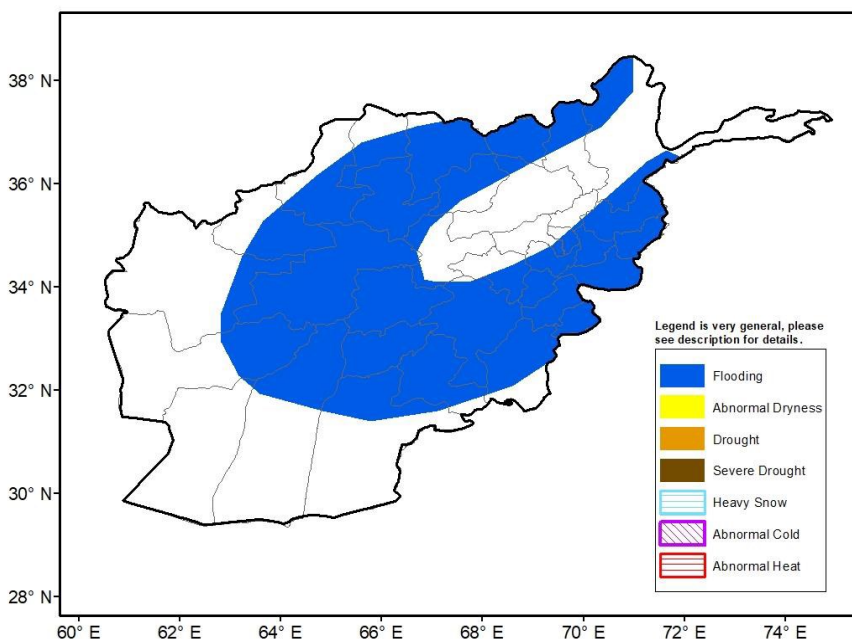 38° N
36° N
34° N
32° N
30° N
28° N
60° E
62° E
64° E
66° E
68° E
70° E
72° E
74° E
Legend is very general, please
see description for details.
Flooding
Abnormal Dryness
Drought
Severe Drought
Heavy Snow
Abnormal Cold
Abnormal Heat